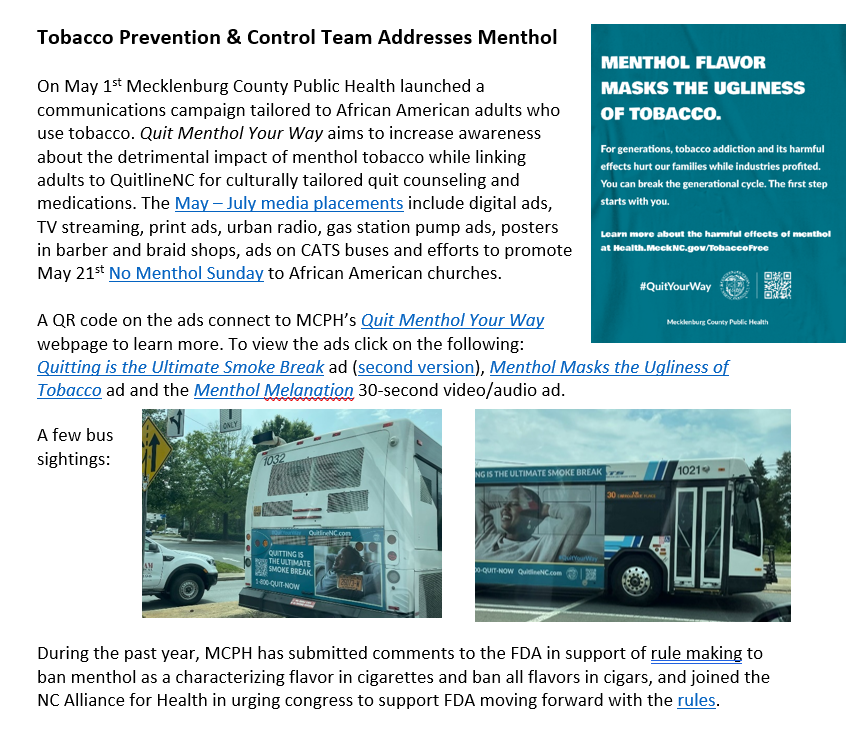 Tobacco Prevention & Control Team Addresses Menthol
On May 1st Mecklenburg County Public Health launched a
communications campaign tailored to African American adults who
use tobacco. Quit Menthol Your Way aims to increase awareness
about the detrimental impact of menthol tobacco while linking
adults to QuitlineNC for culturally tailored quit counseling and
medications. The May – July media placements include digital ads,
TV streaming, print ads, urban radio, gas station pump ads, posters
in barber and braid shops, ads on CATS buses and efforts to promote
May 21st No Menthol Sunday to African American churches.
MENTHOL FLAVOR
MASKS THE UGLINESS
OF TOBACCO.
For generations, tobacco addiction and its harmful
effects hurt our families while industries profited.
You can break the generational cycle. The first step
starts with you.
Learn more about the harmful effects of menthol
at Health.MeckNC.gov/TobaccoFree
#QuitYourWay
Mecklenburg County Public Health
A QR code on the ads connect to MCPH's Quit Menthol Your Way
webpage to learn more. To view the ads click on the following:
Quitting is the Ultimate Smoke Break ad (second version), Menthol Masks the Ugliness of
Tobacco ad and the Menthol Melanation 30-second video/audio ad.
A few bus
sightings:
ONLY
1032
QuitlineNC.com
QUITTING IS
THE ULTIMATE
SMOKE BREAK.
1-800-QUIT-NOW
NG IS THE ULTIMATE SMOKE BREAK
1021
30
#QuitYourWay
00-QUIT-NOW QuitlineNC.com
During the past year, MCPH has submitted comments to the FDA in support of rule making to
ban menthol as a characterizing flavor in cigarettes and ban all flavors in cigars, and joined the
NC Alliance for Health in urging congress to support FDA moving forward with the rules.